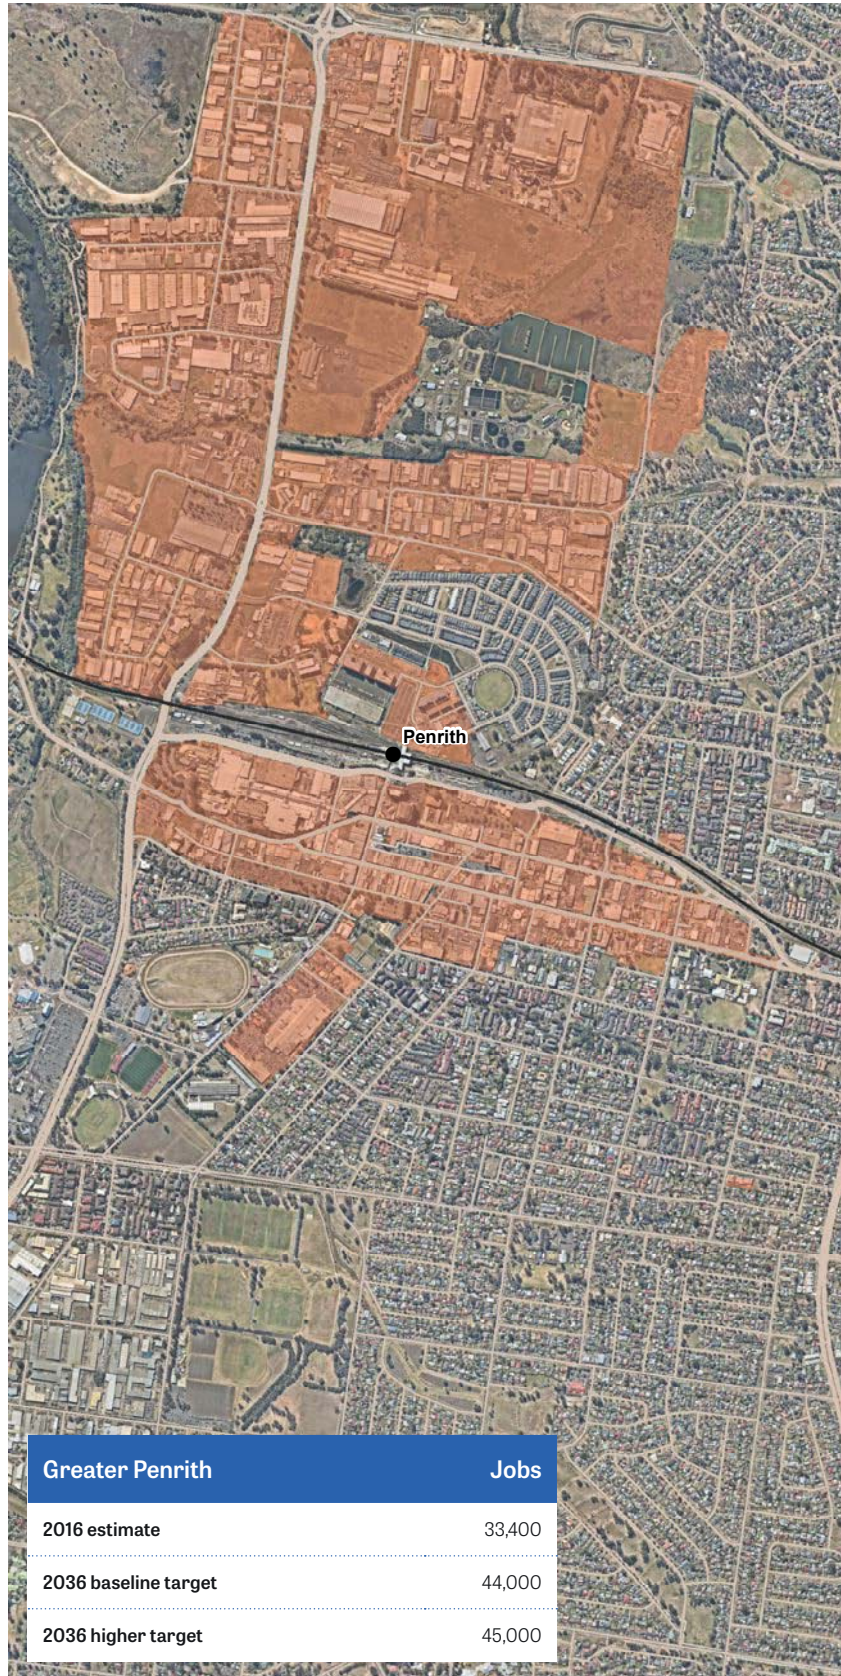 Penrith
Greater Penrith Jobs
2016 estimate 33,400
2036 baseline target 44,000
2036 higher target 45,000